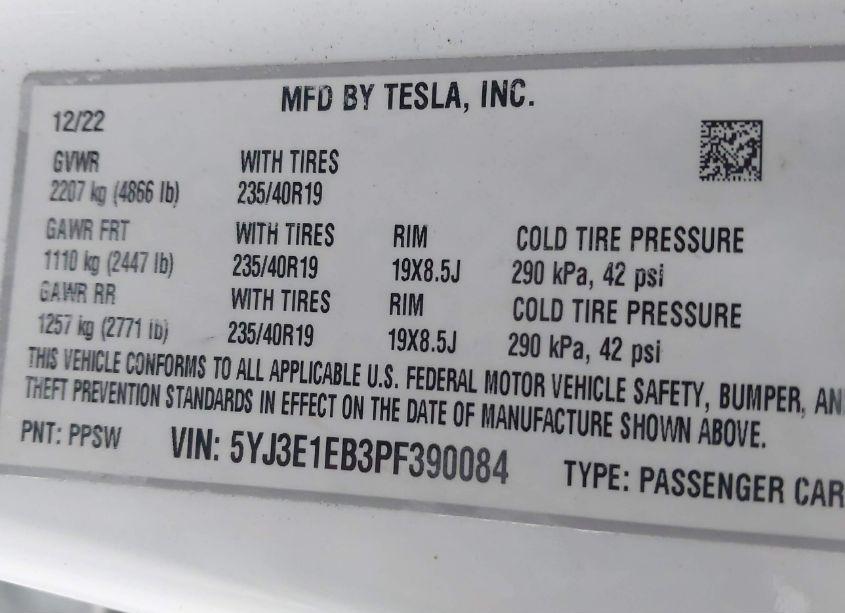 MFD BY TESLA, INC.
12/22
GVWR WITH TIRES
2207 kg (4866 lb) 235/40R19
GAWR FRT WITH TIRES RIM COLD TIRE PRESSURE
1110 kg (2447 lb) 235/40R19 19X8.5J 290 kPa, 42 psi
GAWR RR WITH TIRES RIM COLD TIRE PRESSURE
1257 kg (2771 lb) 235/40R19 19X8.5J 290 kPa, 42 psi
THIS VEHICLE CONFORMS TO ALL APPLICABLE U.S. FEDERAL MOTOR VEHICLE SAFETY, BUMPER, AN
THEFT PREVENTION STANDARDS IN EFFECT ON THE DATE OF MANUFACTURE SHOWN ABOVE.
PNT: PPSW VIN: 5YJ3E1EB3PF390084 TYPE: PASSENGER CAR